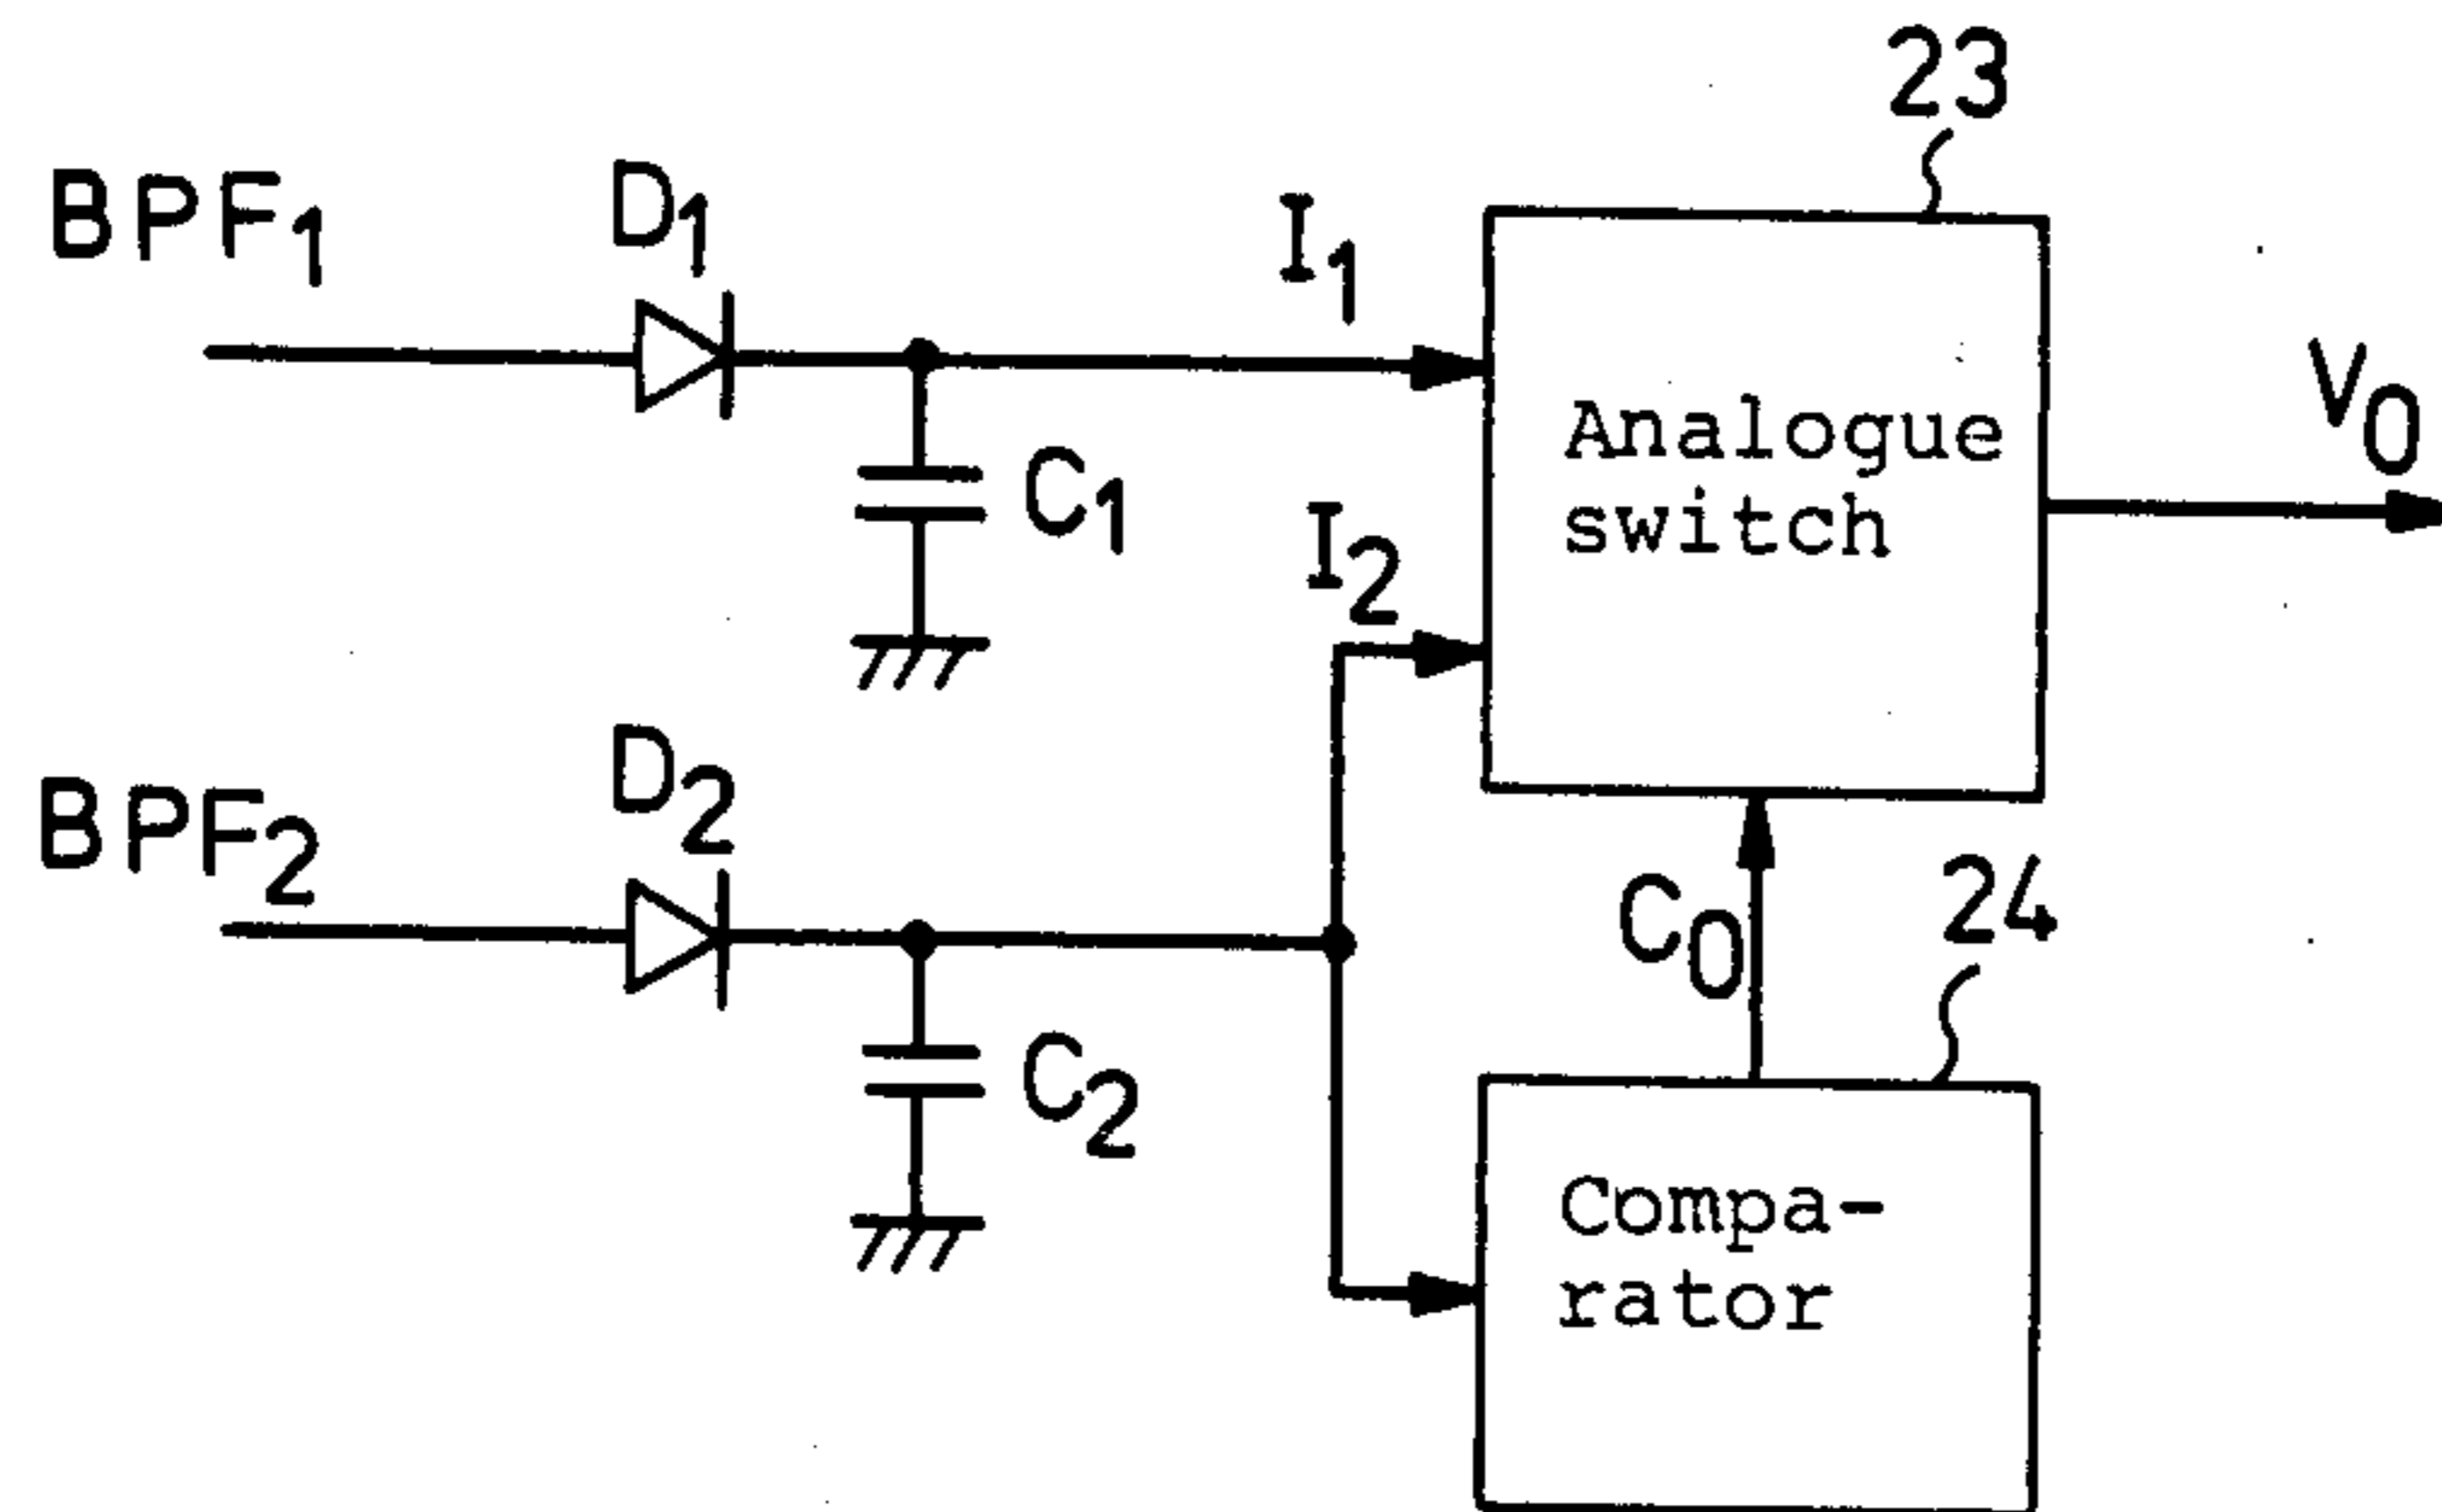 23
BPF1
D1
I1
Analogue
switch
V0
C1
I2
D2
BPF2
C0
24
C2
Compa-
rator